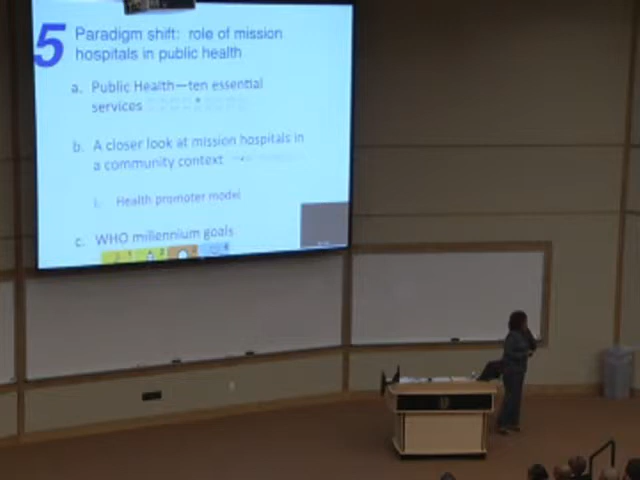 5 Paradigm shift: role of mission
hospitals in public health
a. Public Health—ten essential
services
b. A closer look at mission hospitals in
a community context
i. Health promoter model
c. WHO millennium goals